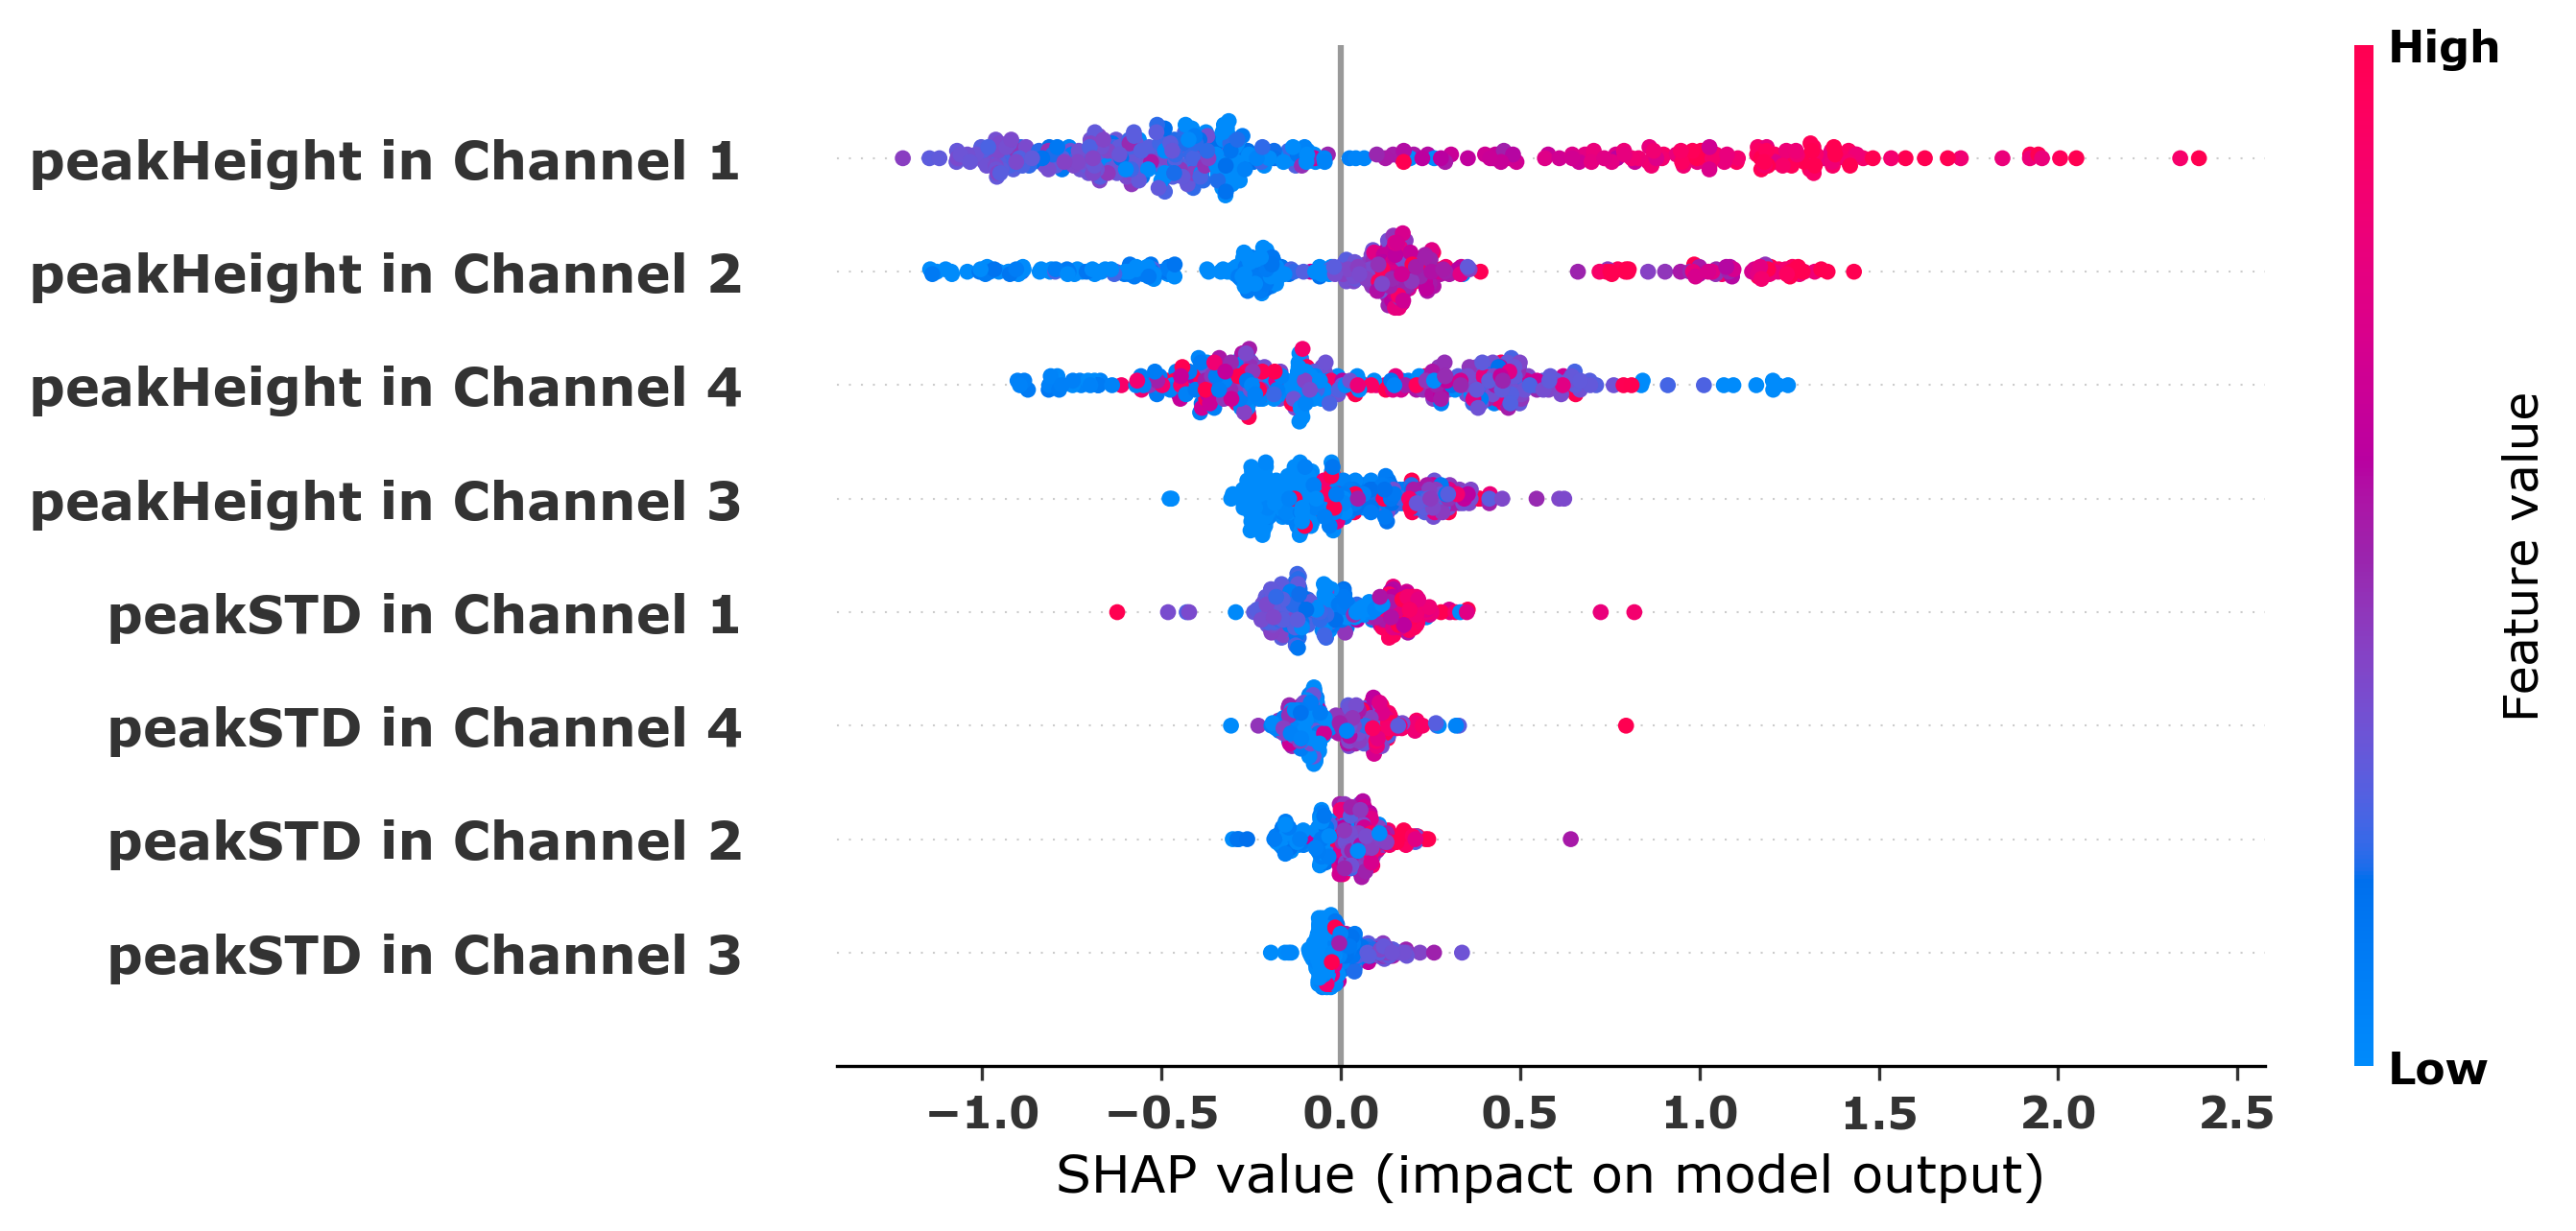 High
peakHeight in Channel 1
peakHeight in Channel 2
peakHeight in Channel 4
peakHeight in Channel 3
peakSTD in Channel 1
peakSTD in Channel 4
peakSTD in Channel 2
peakSTD in Channel 3
Feature value
Low
−1.0 −0.5 0.0 0.5 1.0 1.5 2.0 2.5
SHAP value (impact on model output)